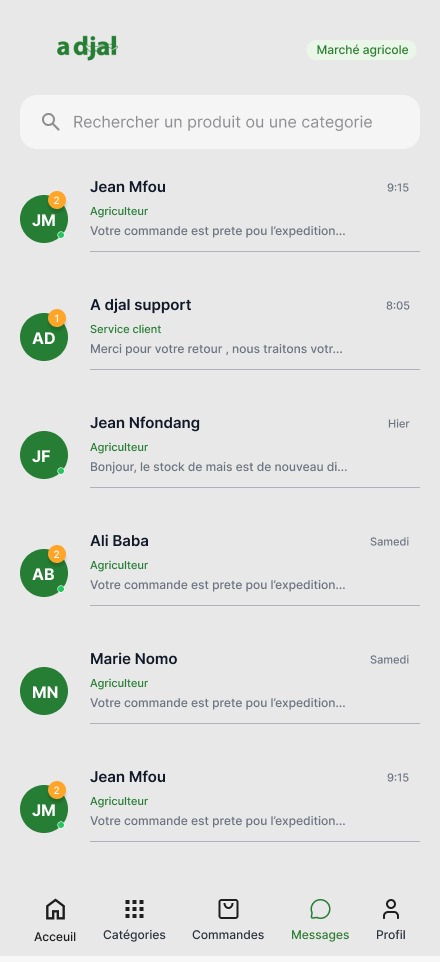 a djal
Marché agricole
Rechercher un produit ou une categorie
Jean Mfou 9:15
2
JM
Agriculteur
Votre commande est prete pou l'expedition...
A djal support 8:05
1
AD
Service client
Merci pour votre retour , nous traitons votr...
Jean Nfondang Hier
JF
Agriculteur
Bonjour, le stock de mais est de nouveau di...
Ali Baba Samedi
2
AB
Agriculteur
Votre commande est prete pou l'expedition...
Marie Nomo Samedi
MN
Agriculteur
Votre commande est prete pou l'expedition...
Jean Mfou 9:15
2
JM
Agriculteur
Votre commande est prete pou l'expedition...
Acceuil Catégories Commandes Messages Profil